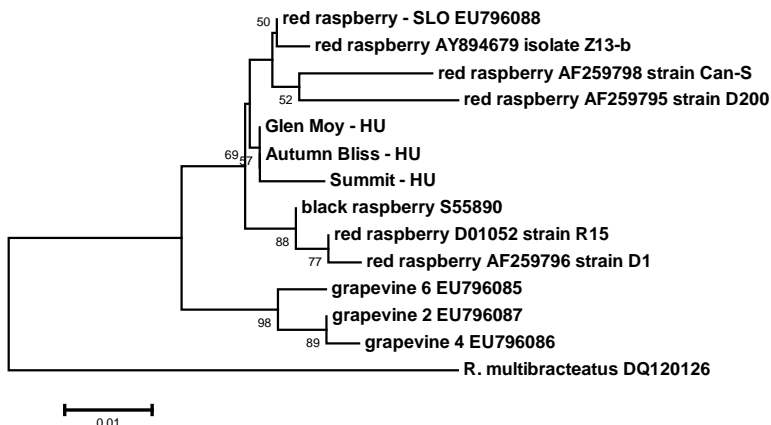 50
red raspberry - SLO EU796088
red raspberry AY894679 isolate Z13-b
red raspberry AF259798 strain Can-S
52
red raspberry AF259795 strain D200
Glen Moy - HU
69
57
Autumn Bliss - HU
Summit - HU
black raspberry S55890
88
red raspberry D01052 strain R15
77
red raspberry AF259796 strain D1
grapevine 6 EU796085
98
grapevine 2 EU796087
89
grapevine 4 EU796086
R. multibracteatus DQ120126
0.01